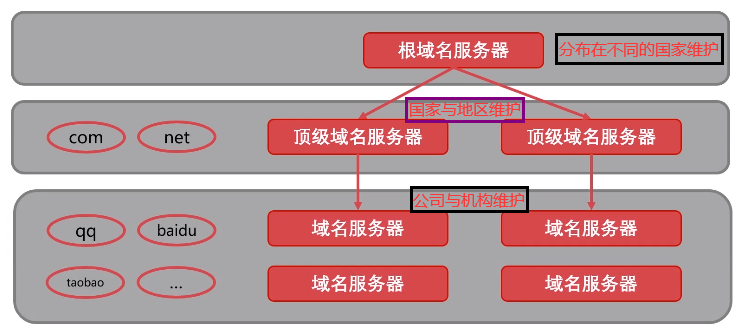 根域名服务器
分布在不同的国家维护
国家与地区维护
com
net
顶级域名服务器
顶级域名服务器
公司与机构维护
qq
baidu
域名服务器
域名服务器
taobao
...
域名服务器
域名服务器